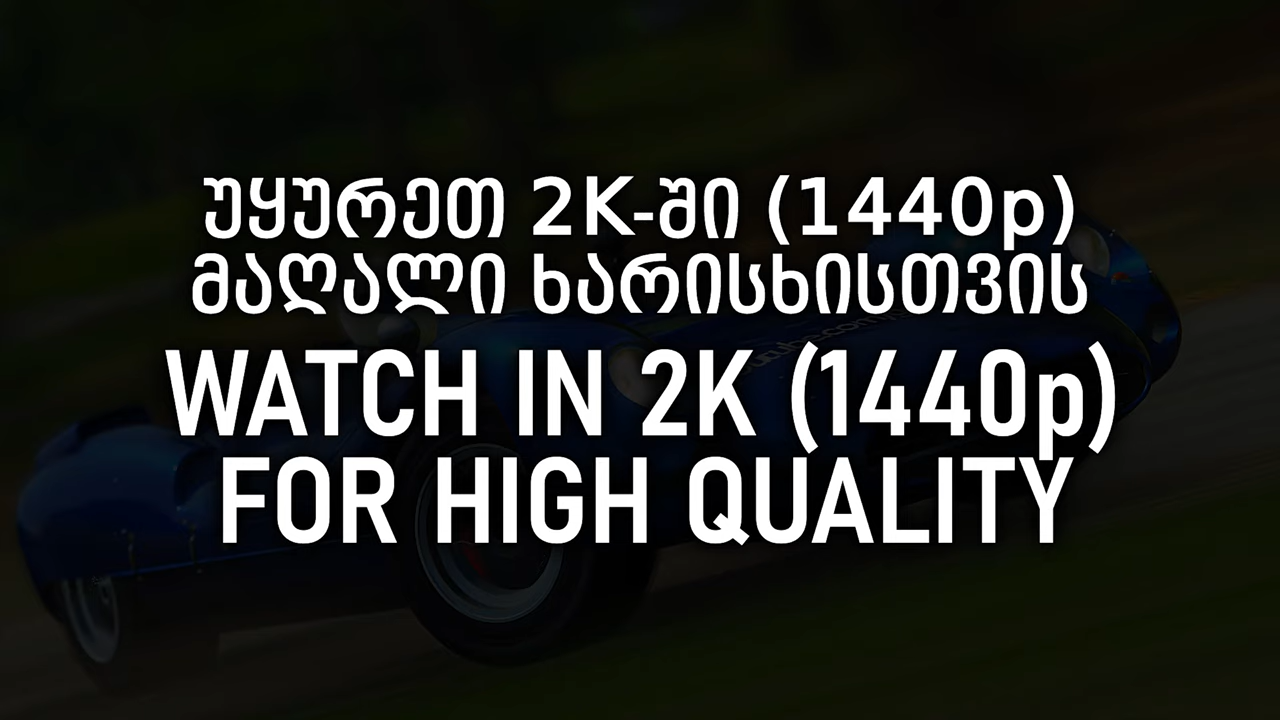 უყურეთ 2K-ში (1440p)
მაღალი ხარისხისთვის
WATCH IN 2K (1440p)
FOR HIGH QUALITY